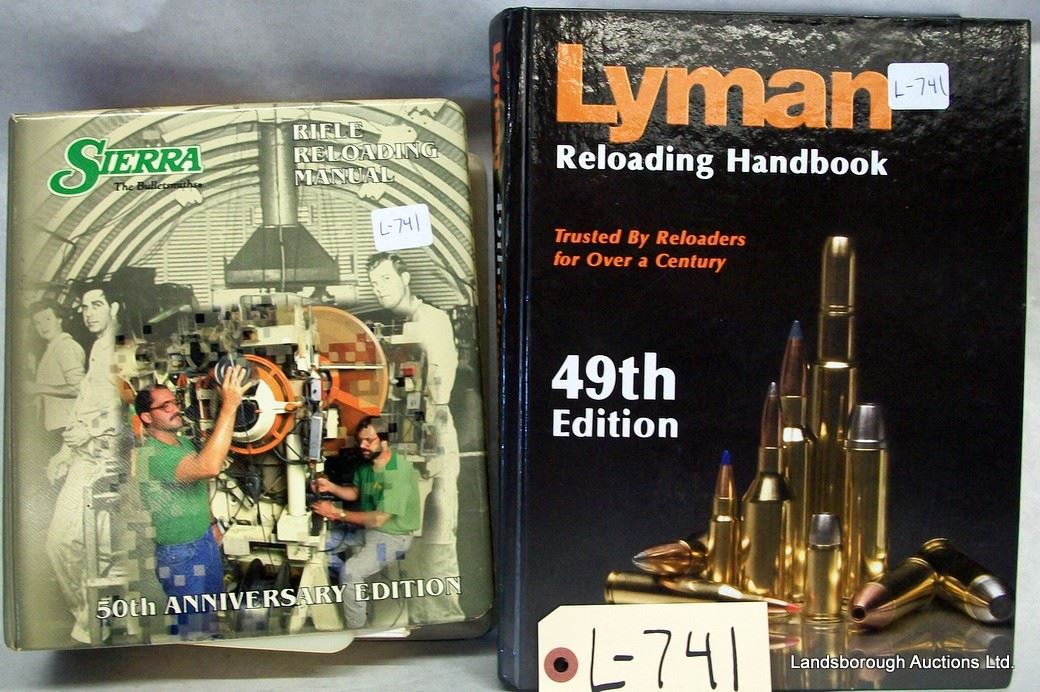 SIERRA
The Bulletsmiths®
RIFLE
RELOADING
MANUAL
L-741
50th ANNIVERSARY EDITION
Lyman
L-741
Reloading Handbook
Trusted By Reloaders
for Over a Century
49th
Edition
L-741
Landsborough Auctions Ltd.